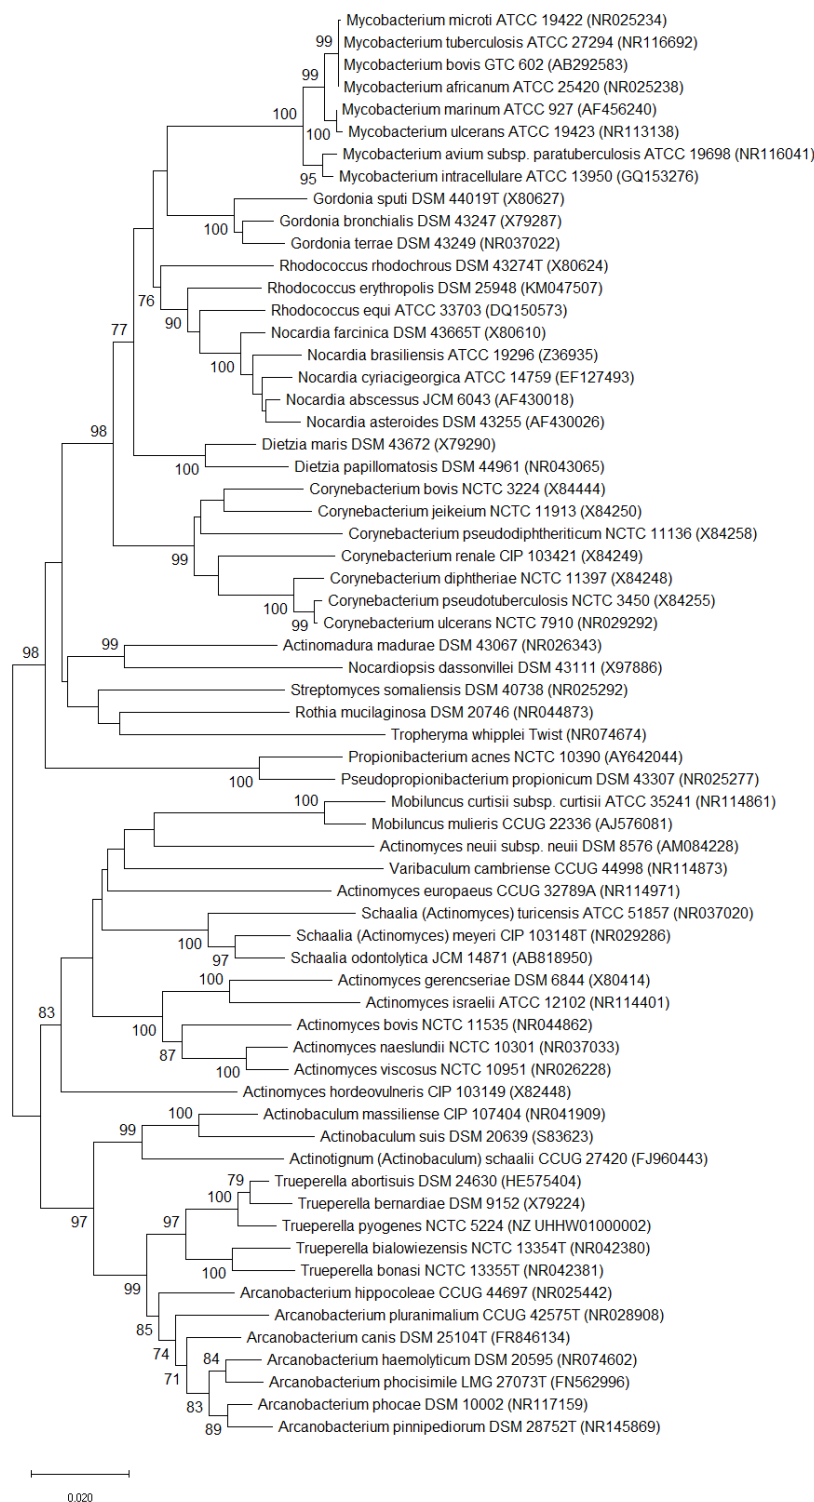 Mycobacterium microti ATCC 19422 (NR025234)
99
Mycobacterium tuberculosis ATCC 27294 (NR116692)
Mycobacterium bovis GTC 602 (AB292583)
99
Mycobacterium africanum ATCC 25420 (NR025238)
Mycobacterium marinum ATCC 927 (AF456240)
100
100
Mycobacterium ulcerans ATCC 19423 (NR113138)
Mycobacterium avium subsp. paratuberculosis ATCC 19698 (NR116041)
95
Mycobacterium intracellulare ATCC 13950 (GQ153276)
Gordonia sputi DSM 44019T (X80627)
Gordonia bronchialis DSM 43247 (X79287)
100
Gordonia terrae DSM 43249 (NR037022)
Rhodococcus rhodochrous DSM 43274T (X80624)
Rhodococcus erythropolis DSM 25948 (KM047507)
76
Rhodococcus equi ATCC 33703 (DQ150573)
90
77
Nocardia farcinica DSM 43665T (X80610)
Nocardia brasiliensis ATCC 19296 (Z36935)
100
Nocardia cyriacigeorgica ATCC 14759 (EF127493)
Nocardia abscessus JCM 6043 (AF430018)
Nocardia asteroides DSM 43255 (AF430026)
98
Dietzia maris DSM 43672 (X79290)
100
Dietzia papillomatosis DSM 44961 (NR043065)
Corynebacterium bovis NCTC 3224 (X84444)
Corynebacterium jeikeium NCTC 11913 (X84250)
Corynebacterium pseudodiphtheriticum NCTC 11136 (X84258)
99
Corynebacterium renale CIP 103421 (X84249)
Corynebacterium diphtheriae NCTC 11397 (X84248)
100
Corynebacterium pseudotuberculosis NCTC 3450 (X84255)
99
Corynebacterium ulcerans NCTC 7910 (NR029292)
99
Actinomadura madurae DSM 43067 (NR026343)
98
Nocardiopsis dassonvillei DSM 43111 (X97886)
Streptomyces somaliensis DSM 40738 (NR025292)
Rothia mucilaginosa DSM 20746 (NR044873)
Tropheryma whipplei Twist (NR074674)
Propionibacterium acnes NCTC 10390 (AY642044)
100
Pseudopropionibacterium propionicum DSM 43307 (NR025277)
100
Mobiluncus curtisii subsp. curtisii ATCC 35241 (NR114861)
Mobiluncus mulieris CCUG 22336 (AJ576081)
Actinomyces neuii subsp. neuii DSM 8576 (AM084228)
Varibaculum cambriense CCUG 44998 (NR114873)
Actinomyces europaeus CCUG 32789A (NR114971)
Schaalia (Actinomyces) turicensis ATCC 51857 (NR037020)
Schaalia (Actinomyces) meyeri CIP 103148T (NR029286)
100
97
Schaalia odontolytica JCM 14871 (AB818950)
100
Actinomyces gerencseriae DSM 6844 (X80414)
Actinomyces israelii ATCC 12102 (NR114401)
83
100
Actinomyces bovis NCTC 11535 (NR044862)
Actinomyces naeslundii NCTC 10301 (NR037033)
87
100
Actinomyces viscosus NCTC 10951 (NR026228)
Actinomyces hordeovulneris CIP 103149 (X82448)
100
Actinobaculum massiliense CIP 107404 (NR041909)
99
Actinobaculum suis DSM 20639 (S83623)
Actinotignum (Actinobaculum) schaalii CCUG 27420 (FJ960443)
79
Trueperella abortisuis DSM 24630 (HE575404)
100
Trueperella bernardiae DSM 9152 (X79224)
97
97
Trueperella pyogenes NCTC 5224 (NZ UHHW01000002)
Trueperella bialowiezensis NCTC 13354T (NR042380)
100
Trueperella bonasi NCTC 13355T (NR042381)
99
Arcanobacterium hippocoleae CCUG 44697 (NR025442)
Arcanobacterium pluranimalium CCUG 42575T (NR028908)
85
Arcanobacterium canis DSM 25104T (FR846134)
74
84
Arcanobacterium haemolyticum DSM 20595 (NR074602)
71
Arcanobacterium phocisimile LMG 27073T (FN562996)
Arcanobacterium phocae DSM 10002 (NR117159)
83
89
Arcanobacterium pinnipediorum DSM 28752T (NR145869)
0.020